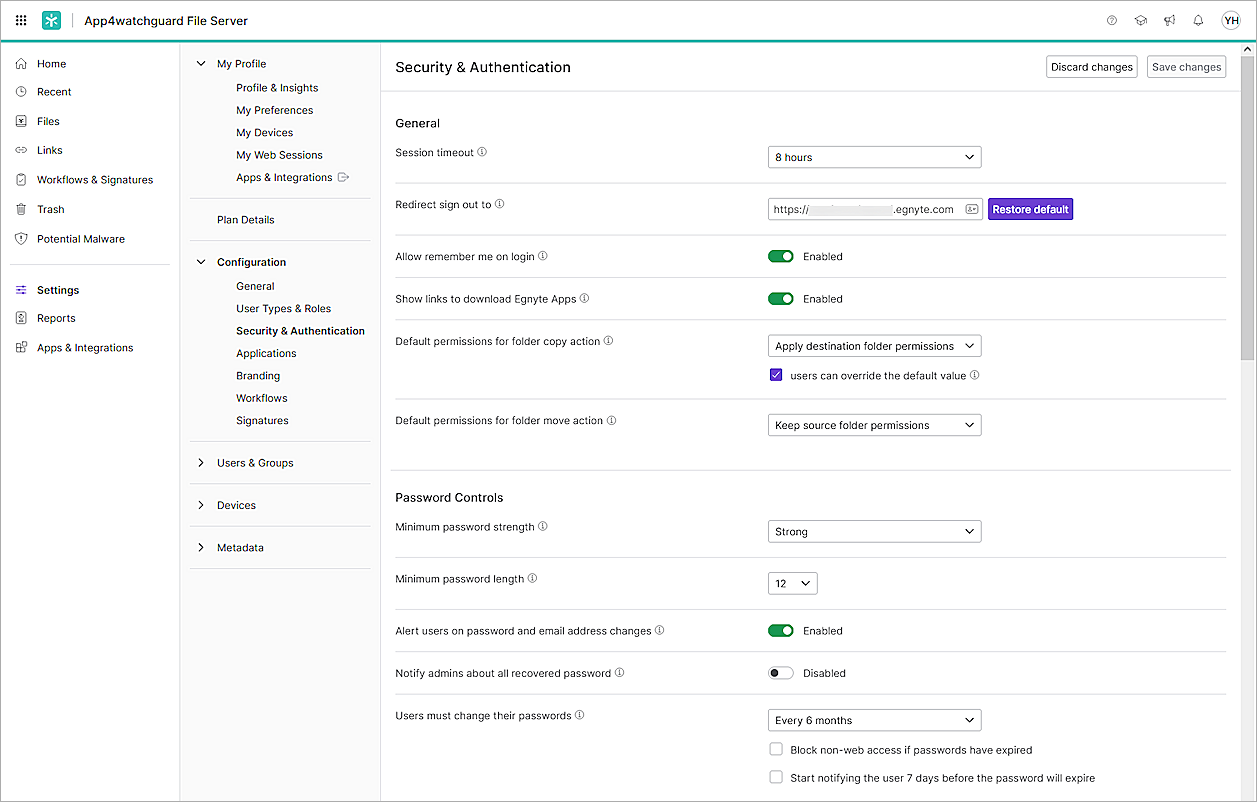 App4watchguard File Server
YH
Home
Recent
Files
Links
Workflows & Signatures
Trash
Potential Malware
Settings
Reports
Apps & Integrations
My Profile
Profile & Insights
My Preferences
My Devices
My Web Sessions
Apps & Integrations
Plan Details
Configuration
General
User Types & Roles
Security & Authentication
Applications
Branding
Workflows
Signatures
Users & Groups
Devices
Metadata
Security & Authentication
Discard changes
Save changes
General
Session timeout
8 hours
Redirect sign out to
https:// .egnyte.com
Restore default
Allow remember me on login
Enabled
Show links to download Egnyte Apps
Enabled
Default permissions for folder copy action
Apply destination folder permissions
users can override the default value
Default permissions for folder move action
Keep source folder permissions
Password Controls
Minimum password strength
Strong
Minimum password length
12
Alert users on password and email address changes
Enabled
Notify admins about all recovered password
Disabled
Users must change their passwords
Every 6 months
Block non-web access if passwords have expired
Start notifying the user 7 days before the password will expire